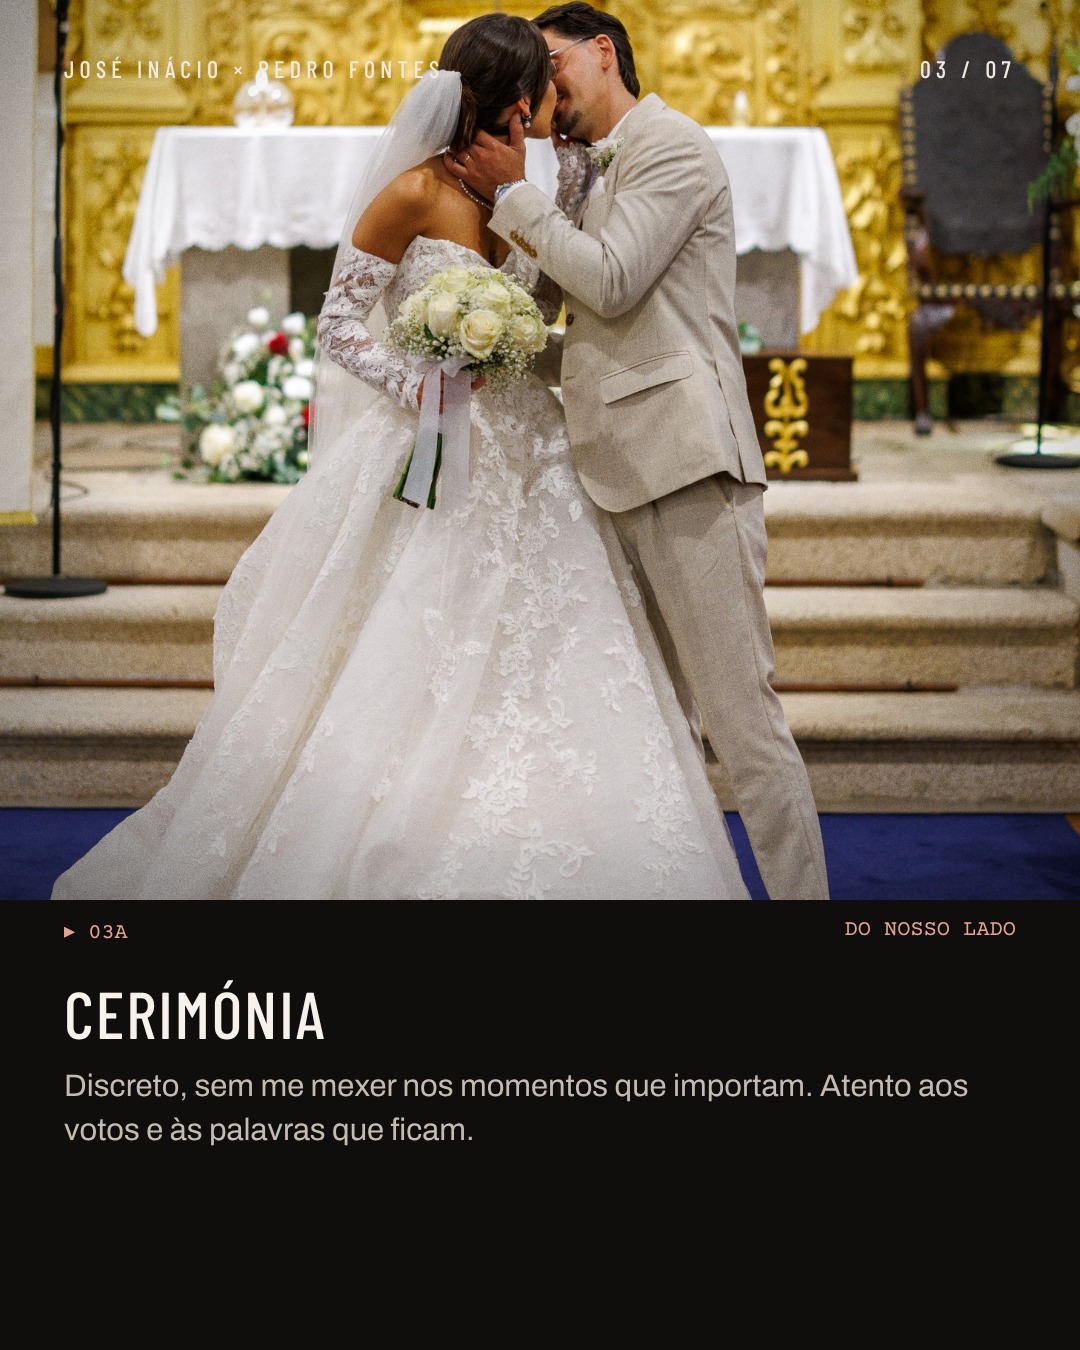 JOSÉ INÁCIO × PEDRO FONTES
03 / 07
▶ 03A
DO NOSSO LADO
CERIMÓNIA
Discreto, sem me mexer nos momentos que importam. Atento aos
votos e às palavras que ficam.